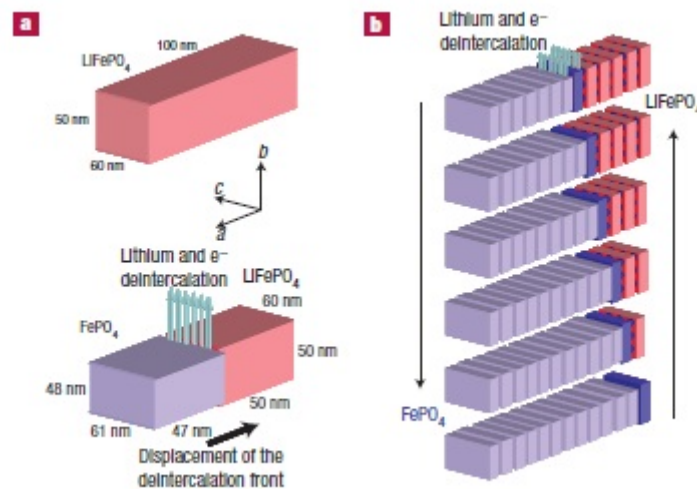 a
100 nm
LiFePO4
50 nm
60 nm
b
c
a
Lithium and e–
deintercalation
LiFePO4
60 nm
FePO4
50 nm
48 nm
50 nm
61 nm
47 nm
Displacement of the
deintercalation front
b
Lithium and e–
deintercalation
LiFePO4
FePO4